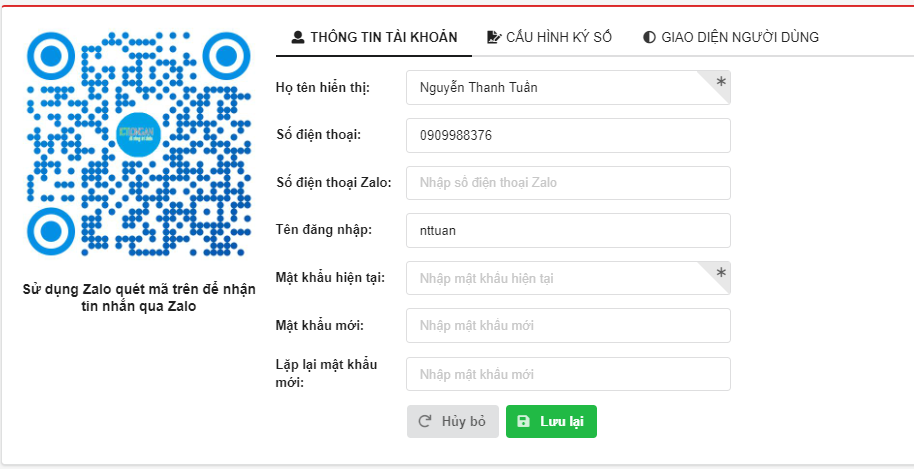 THÔNG TIN TÀI KHOẢN
CẤU HÌNH KÝ SỐ
GIAO DIỆN NGƯỜI DÙNG
Sử dụng Zalo quét mã trên để nhận
tin nhắn qua Zalo
Họ tên hiển thị:
Nguyễn Thanh Tuấn
*
Số điện thoại:
0909988376
Số điện thoại Zalo:
Nhập số điện thoại Zalo
Tên đăng nhập:
nttuan
Mật khẩu hiện tại:
Nhập mật khẩu hiện tại
*
Mật khẩu mới:
Nhập mật khẩu mới
Lặp lại mật khẩu
mới:
Nhập mật khẩu mới
Hủy bỏ
Lưu lại